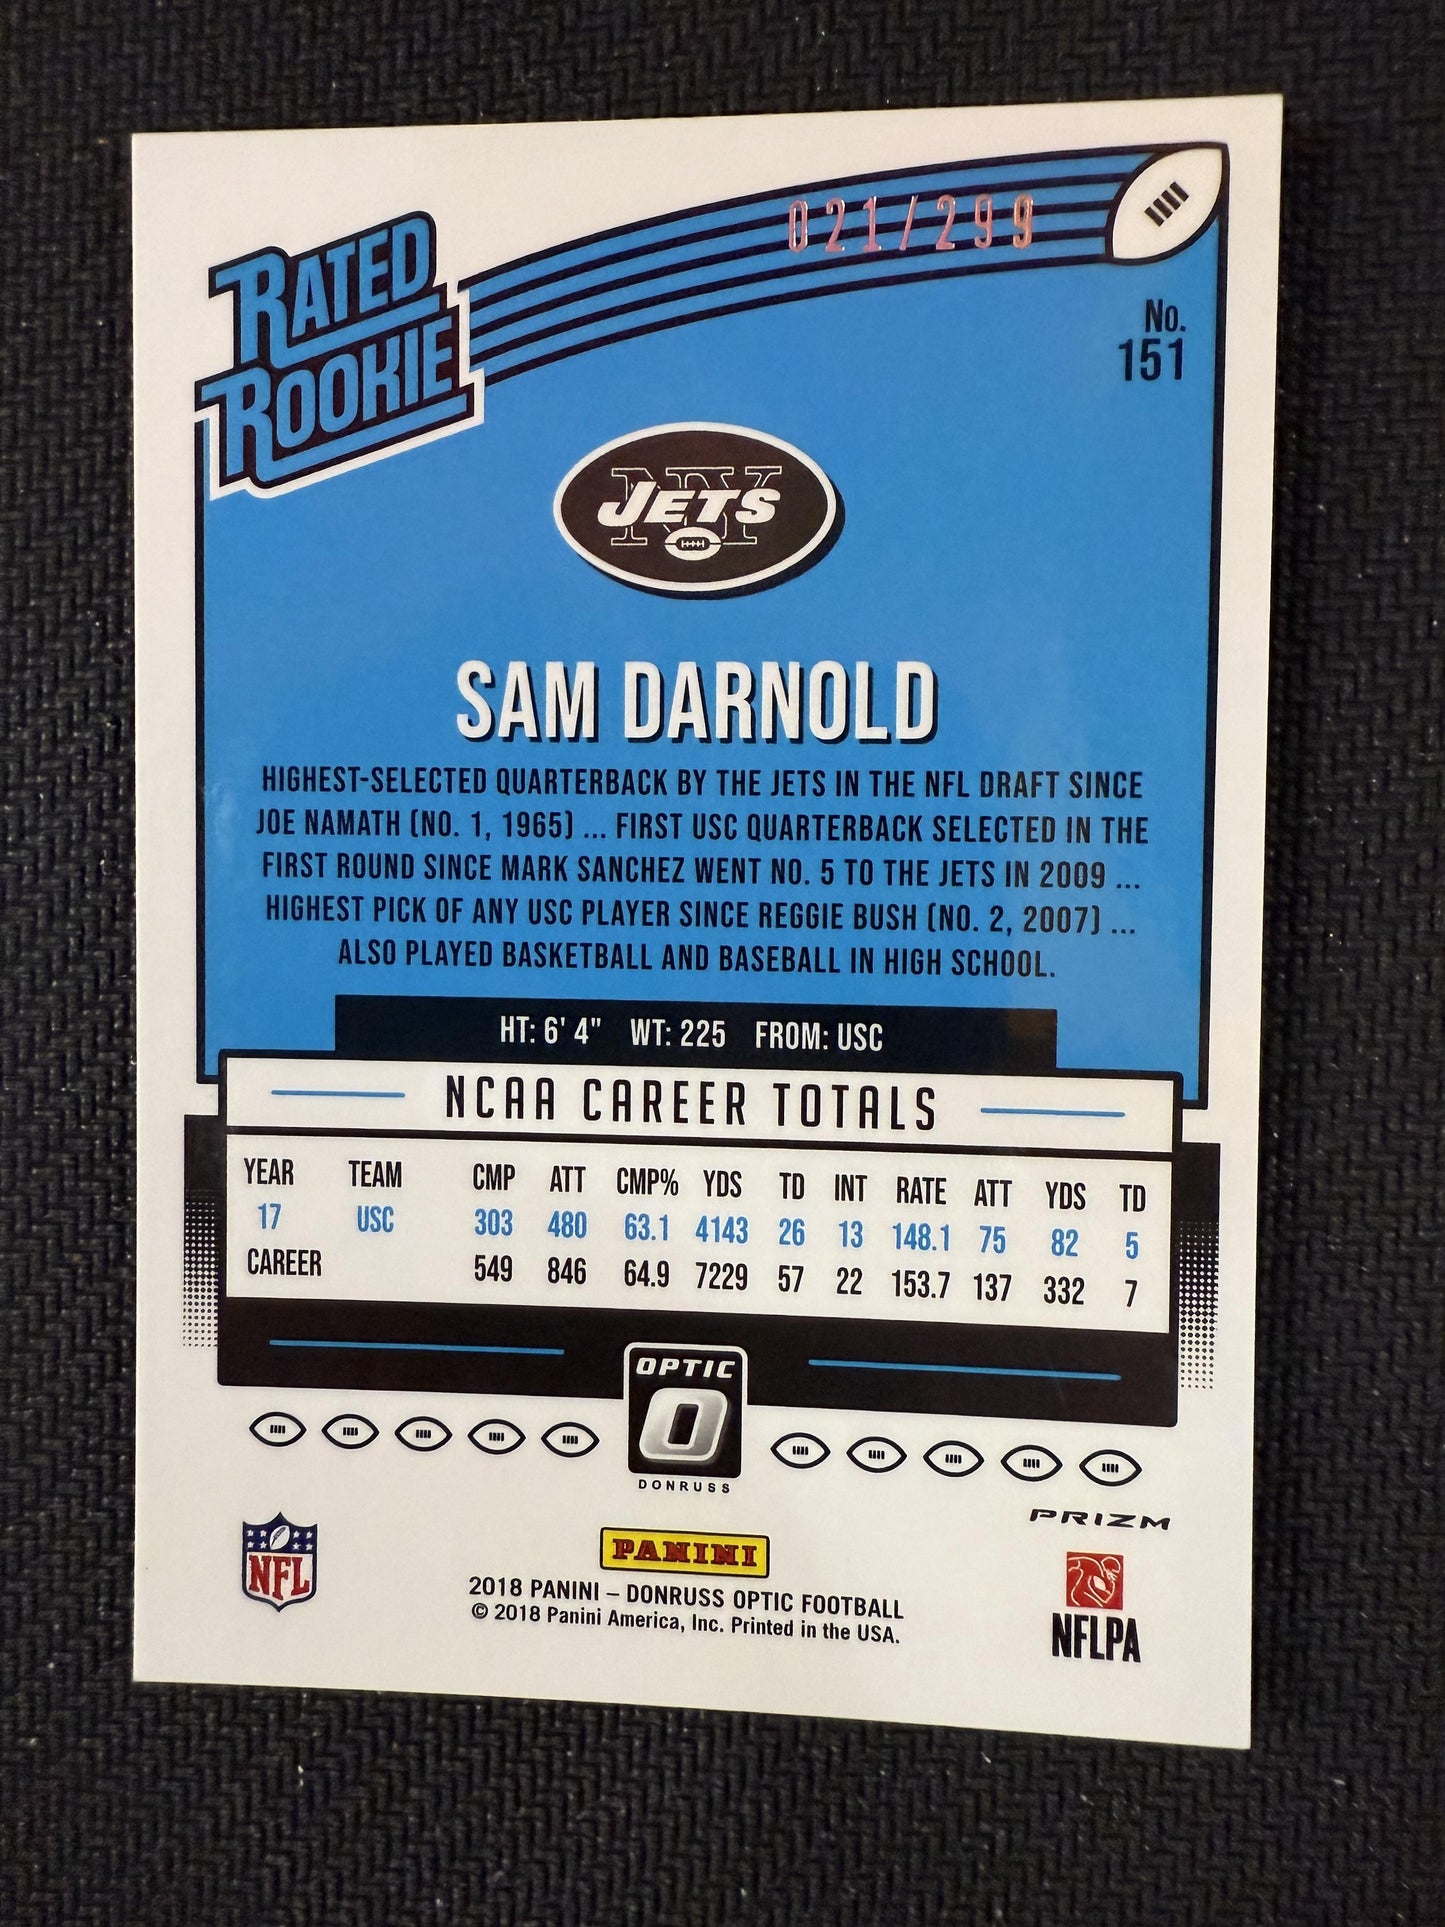 021/299
RATED
ROOKIE
No.
151
NY
JETS
SAM DARNOLD
HIGHEST-SELECTED QUARTERBACK BY THE JETS IN THE NFL DRAFT SINCE
JOE NAMATH (NO. 1, 1965) ... FIRST USC QUARTERBACK SELECTED IN THE
FIRST ROUND SINCE MARK SANCHEZ WENT NO. 5 TO THE JETS IN 2009 ...
HIGHEST PICK OF ANY USC PLAYER SINCE REGGIE BUSH (NO. 2, 2007) ...
ALSO PLAYED BASKETBALL AND BASEBALL IN HIGH SCHOOL.
HT: 6' 4" WT: 225 FROM: USC
NCAA CAREER TOTALS
YEAR TEAM CMP ATT CMP% YDS TD INT RATE ATT YDS TD
17 USC 303 480 63.1 4143 26 13 148.1 75 82 5
CAREER 549 846 64.9 7229 57 22 153.7 137 332 7
OPTIC
O
DONRUSS
PRIZM
NFL
PANINI
2018 PANINI – DONRUSS OPTIC FOOTBALL
© 2018 Panini America, Inc. Printed in the USA.
NFLPA